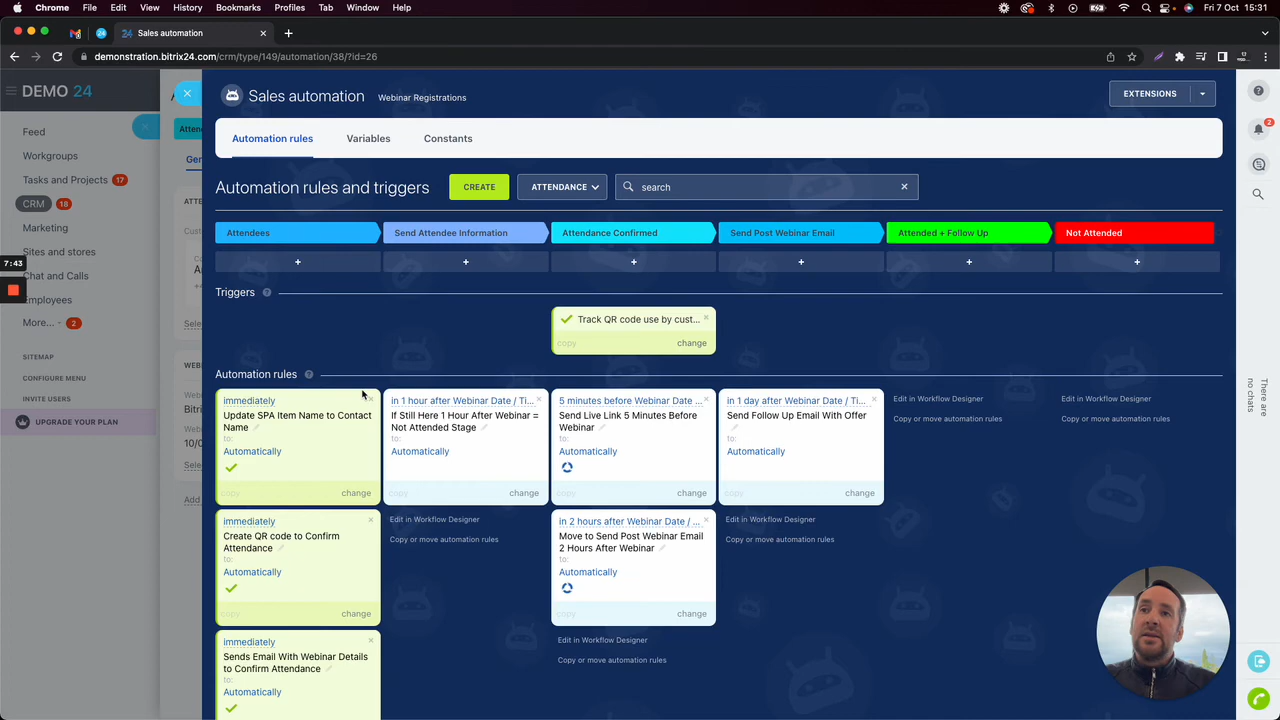 Chrome File Edit View History Bookmarks Profiles Tab Window Help
Fri 7 Oct 15:31
Sales automation
demonstration.bitrix24.com/crm/type/149/automation/38/?id=26
DEMO 24
Feed
Workgroups
Tasks and Projects 17
CRM 18
Marketing
Sites and stores
Chat and Calls
Employees
More... 2
SITEMAP
CONFIGURE MENU
INVITE USERS
UPGRADE YOUR PLAN
7:43
Sales automation Webinar Registrations
EXTENSIONS
Automation rules Variables Constants
Automation rules and triggers
CREATE
ATTENDANCE
search
Attendees
Send Attendee Information
Attendance Confirmed
Send Post Webinar Email
Attended + Follow Up
Not Attended
+ + + + + +
Triggers ?
Track QR code use by cust...
copy change
Automation rules ?
immediately
Update SPA Item Name to Contact
Name
to:
Automatically
copy change
in 1 hour after Webinar Date / Ti...
If Still Here 1 Hour After Webinar =
Not Attended Stage
to:
Automatically
copy change
5 minutes before Webinar Date ...
Send Live Link 5 Minutes Before
Webinar
to:
Automatically
copy change
in 1 day after Webinar Date / Ti...
Send Follow Up Email With Offer
to:
Automatically
copy change
Edit in Workflow Designer
Copy or move automation rules
Edit in Workflow Designer
Copy or move automation rules
immediately
Create QR code to Confirm
Attendance
to:
Automatically
copy change
Edit in Workflow Designer
Copy or move automation rules
in 2 hours after Webinar Date / ...
Move to Send Post Webinar Email
2 Hours After Webinar
to:
Automatically
copy change
Edit in Workflow Designer
Copy or move automation rules
immediately
Sends Email With Webinar Details
to Confirm Attendance
to:
Automatically
Edit in Workflow Designer
Copy or move automation rules
2
There are
no chats